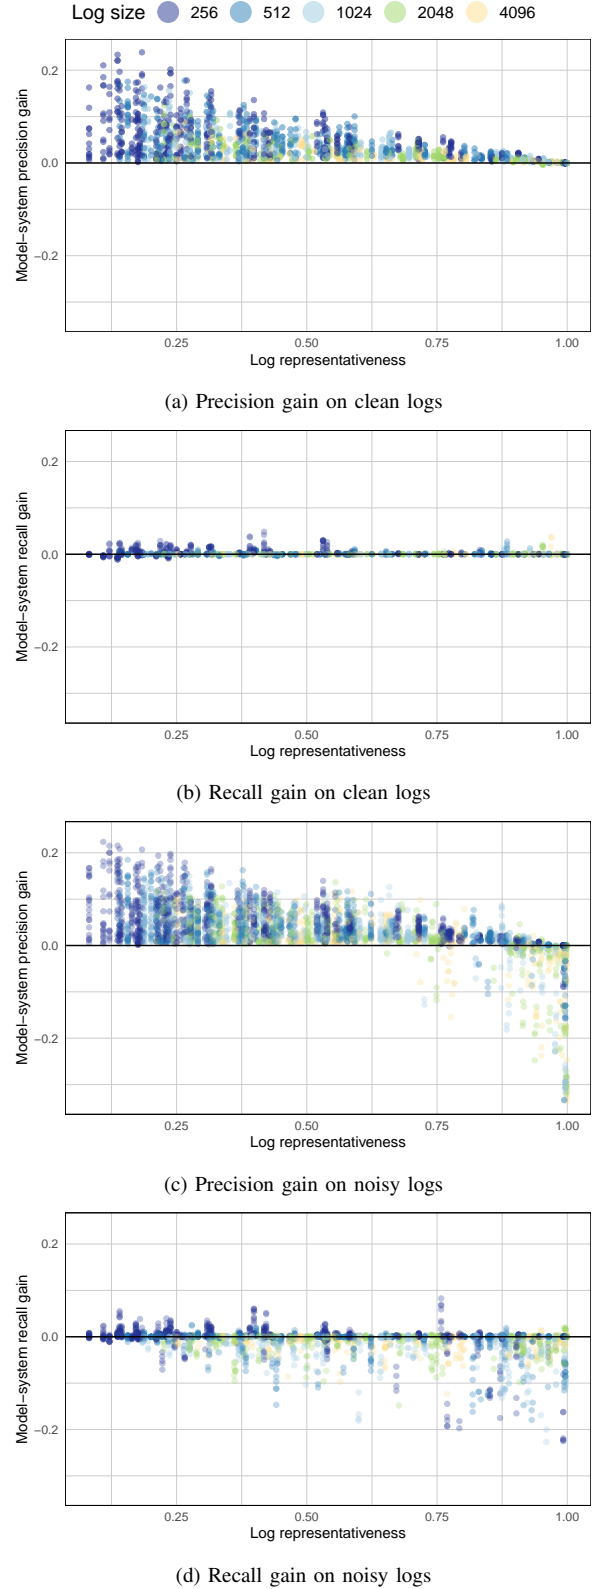 Log size 256 512 1024 2048 4096
Model−system precision gain
0.2
0.0
−0.2
0.25 0.50 0.75 1.00
Log representativeness
(a) Precision gain on clean logs
Model−system recall gain
0.2
0.0
−0.2
0.25 0.50 0.75 1.00
Log representativeness
(b) Recall gain on clean logs
Model−system precision gain
0.2
0.0
−0.2
0.25 0.50 0.75 1.00
Log representativeness
(c) Precision gain on noisy logs
Model−system recall gain
0.2
0.0
−0.2
0.25 0.50 0.75 1.00
Log representativeness
(d) Recall gain on noisy logs